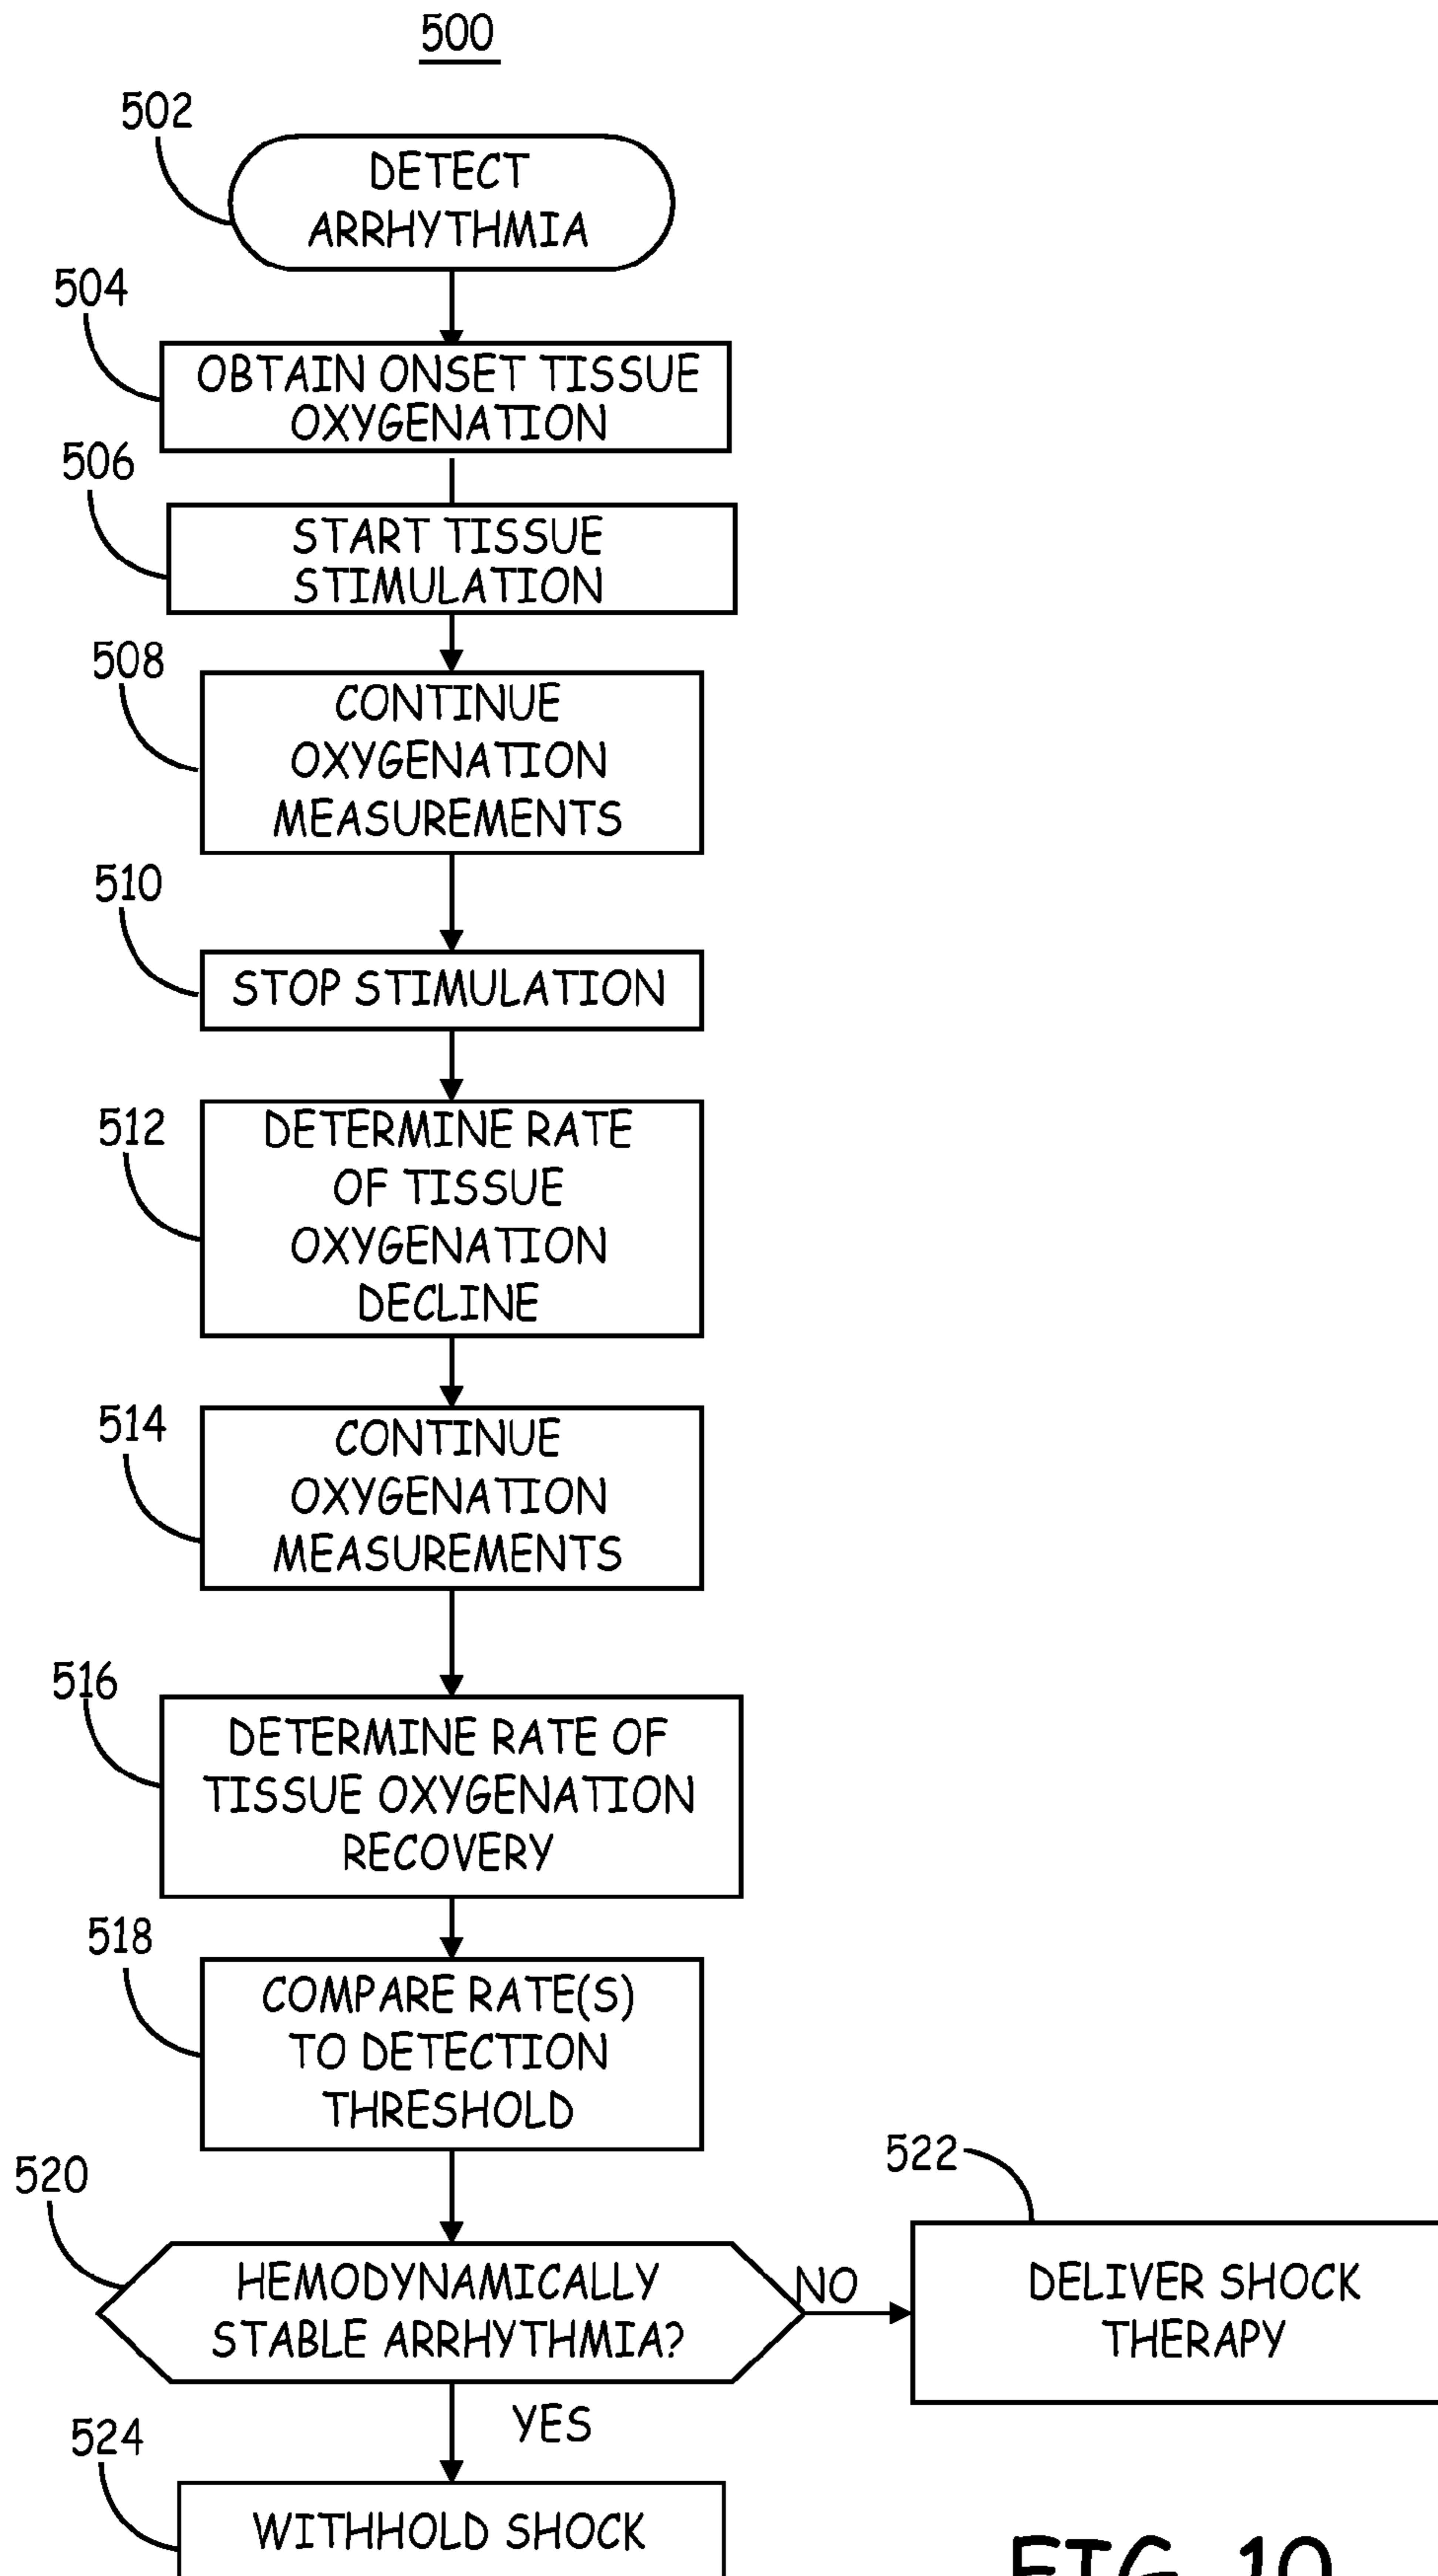 500
502
DETECT
ARRHYTHMIA
504
OBTAIN ONSET TISSUE
OXYGENATION
506
START TISSUE
STIMULATION
508
CONTINUE
OXYGENATION
MEASUREMENTS
510
STOP STIMULATION
512
DETERMINE RATE
OF TISSUE
OXYGENATION
DECLINE
514
CONTINUE
OXYGENATION
MEASUREMENTS
516
DETERMINE RATE OF
TISSUE OXYGENATION
RECOVERY
518
COMPARE RATE(S)
TO DETECTION
THRESHOLD
520
HEMODYNAMICALLY
STABLE ARRHYTHMIA?
NO
522
DELIVER SHOCK
THERAPY
YES
524
WITHHOLD SHOCK
FIG. 10